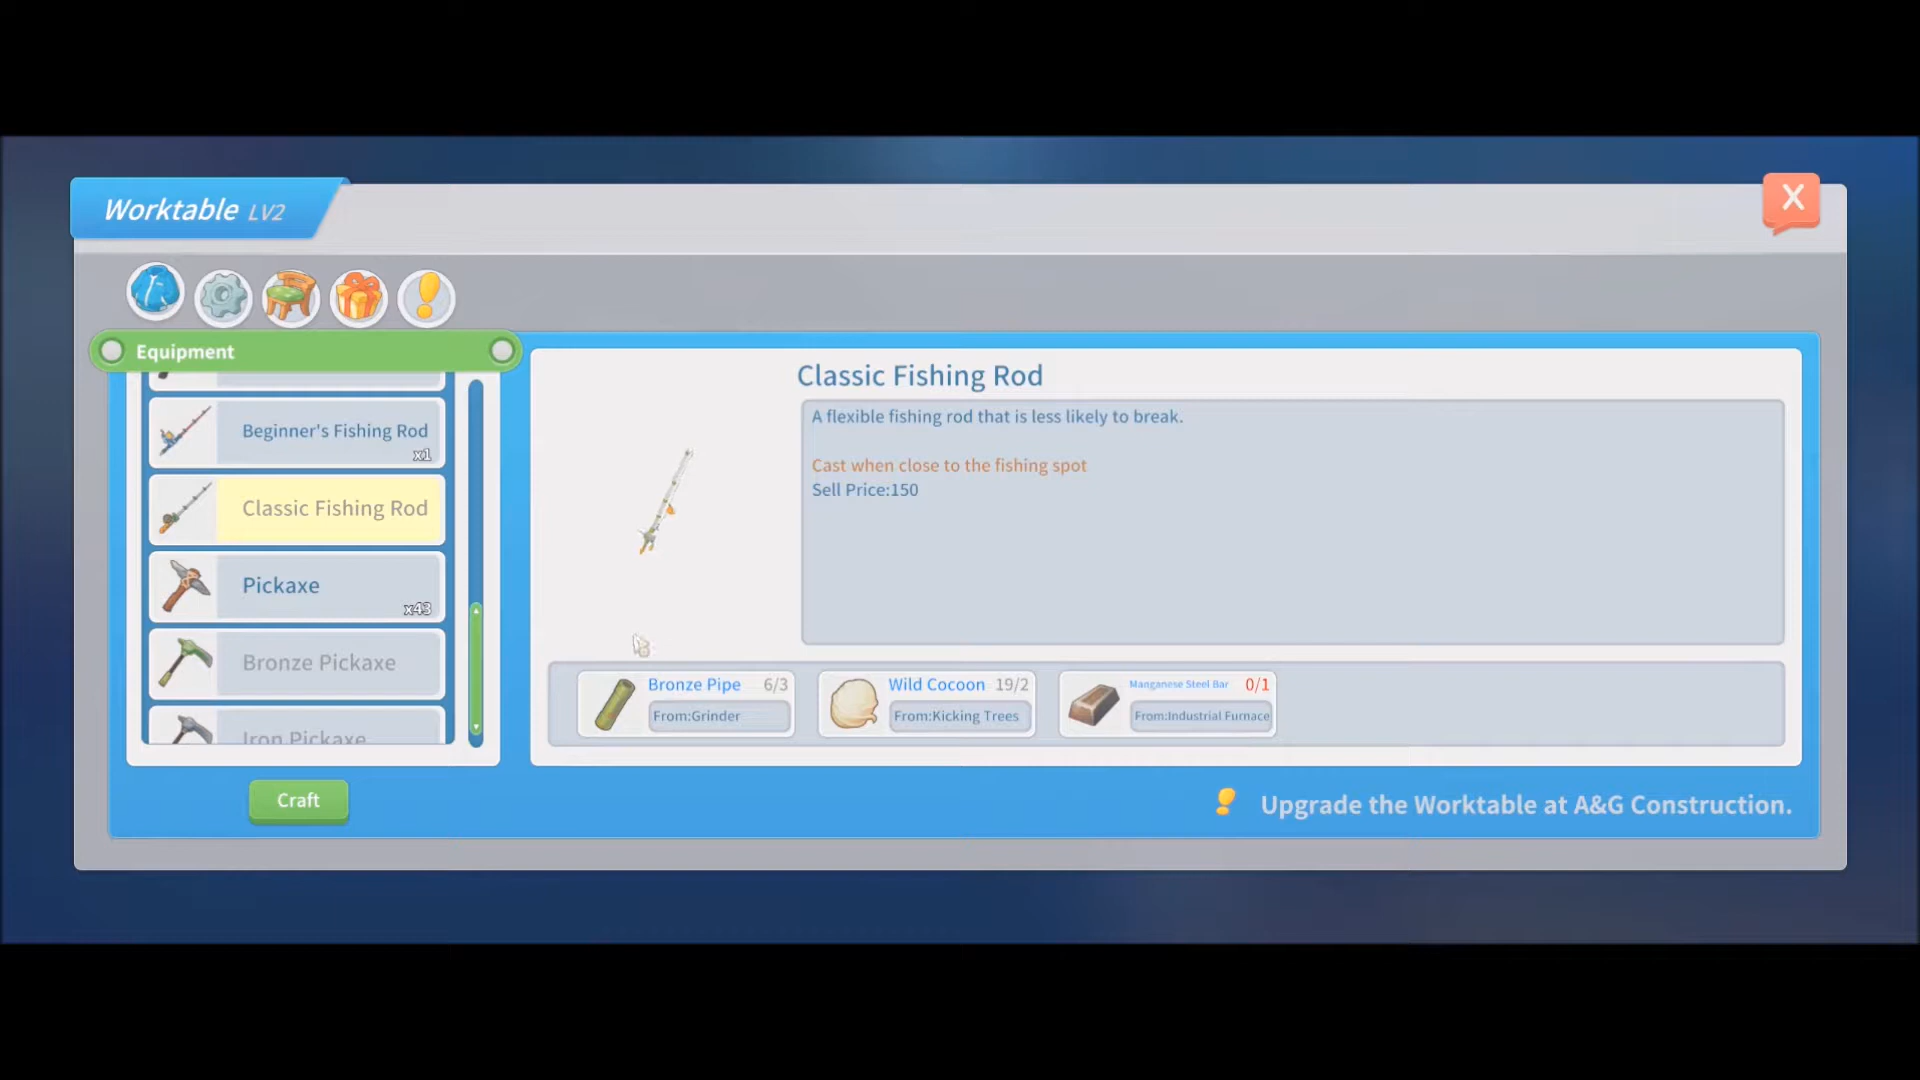 Worktable LV2
X
Equipment
Beginner's Fishing Rod
x1
Classic Fishing Rod
Pickaxe
x43
Bronze Pickaxe
Iron Pickaxe
Craft
Classic Fishing Rod
A flexible fishing rod that is less likely to break.
Cast when close to the fishing spot
Sell Price:150
Bronze Pipe 6/3
From:Grinder
Wild Cocoon 19/2
From:Kicking Trees
Manganese Steel Bar 0/1
From:Industrial Furnace
Upgrade the Worktable at A&G Construction.